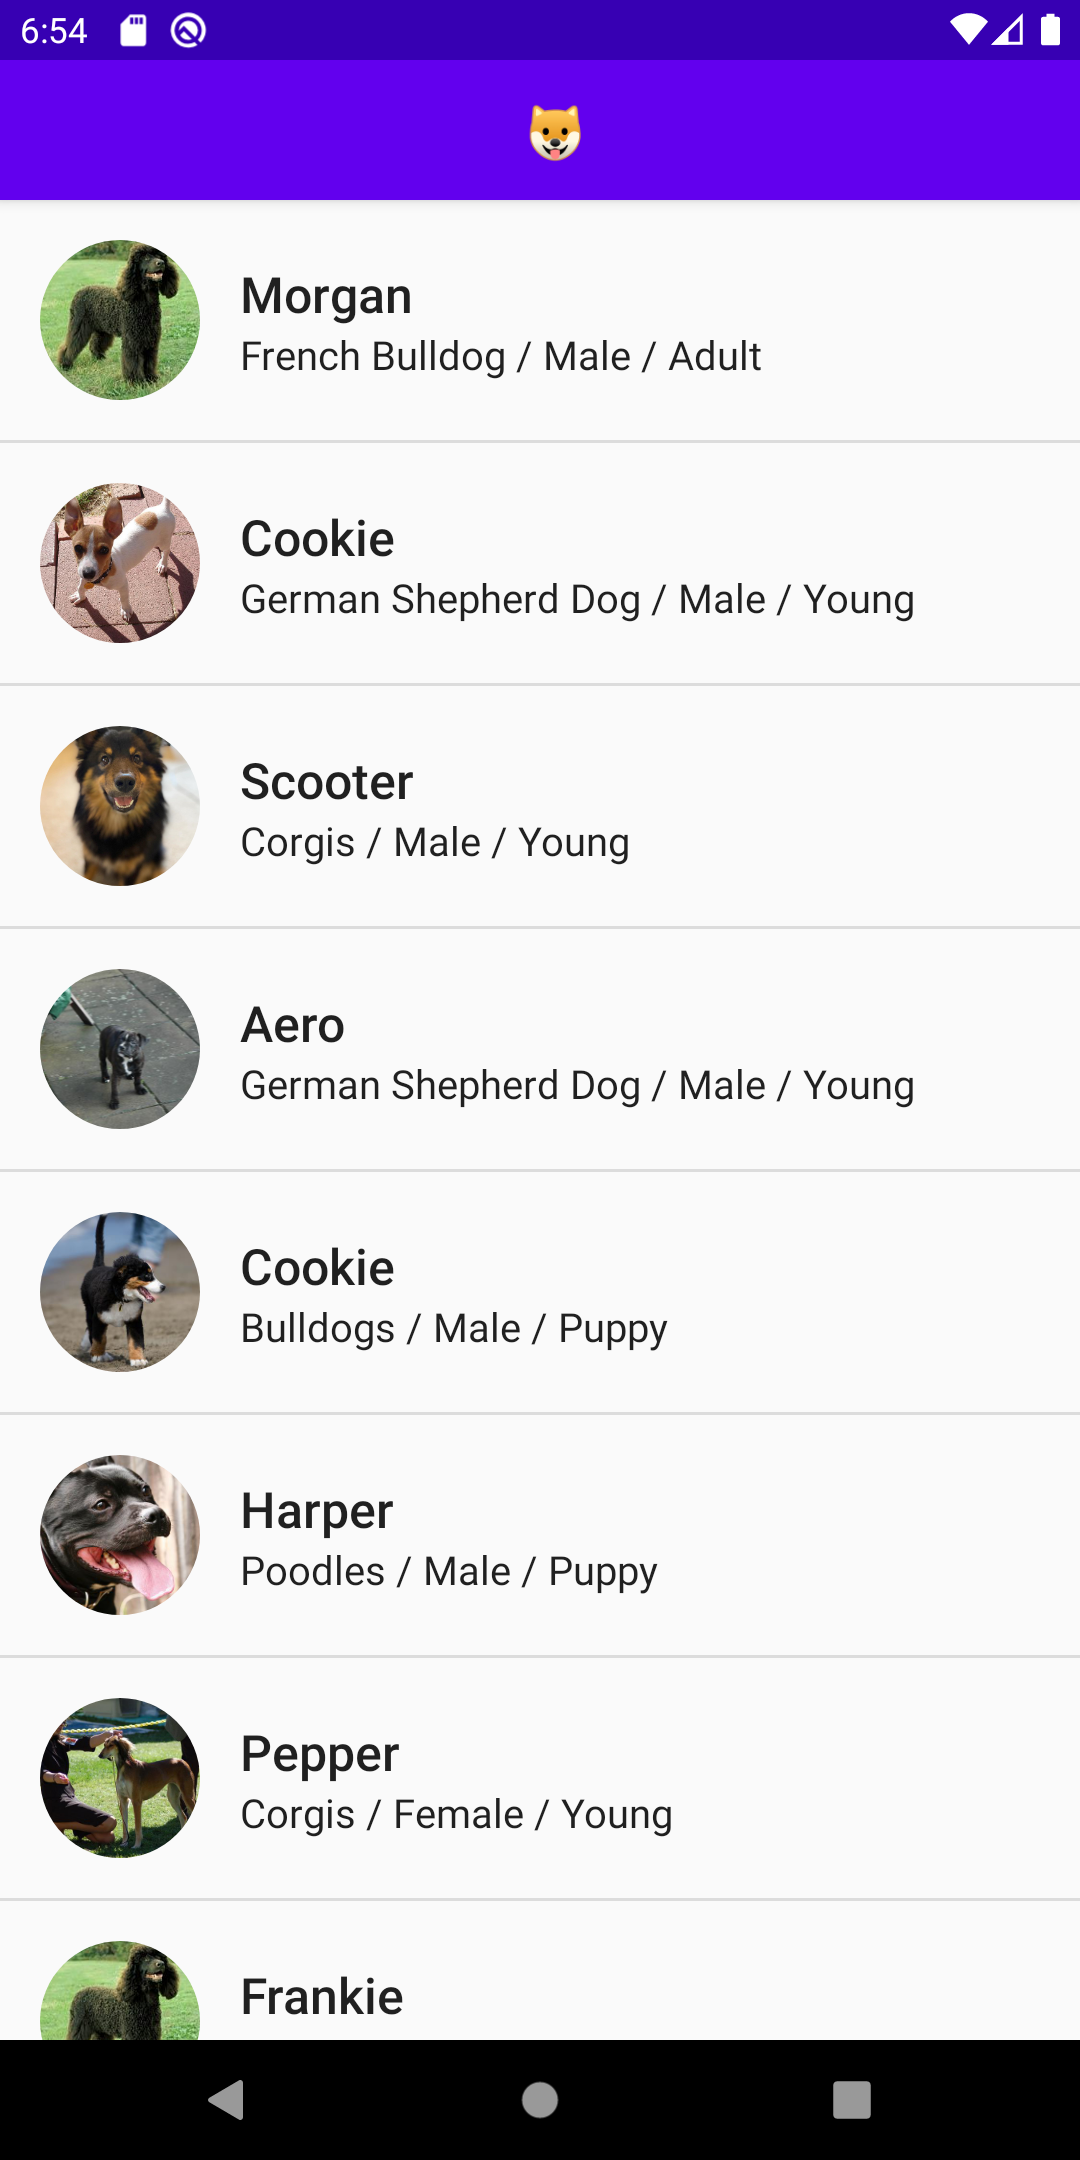 6:54
Morgan
French Bulldog / Male / Adult
Cookie
German Shepherd Dog / Male / Young
Scooter
Corgis / Male / Young
Aero
German Shepherd Dog / Male / Young
Cookie
Bulldogs / Male / Puppy
Harper
Poodles / Male / Puppy
Pepper
Corgis / Female / Young
Frankie